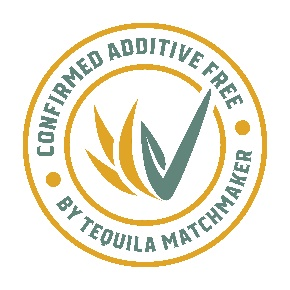 CONFIRMED ADDITIVE FREE
BY TEQUILA MATCHMAKER